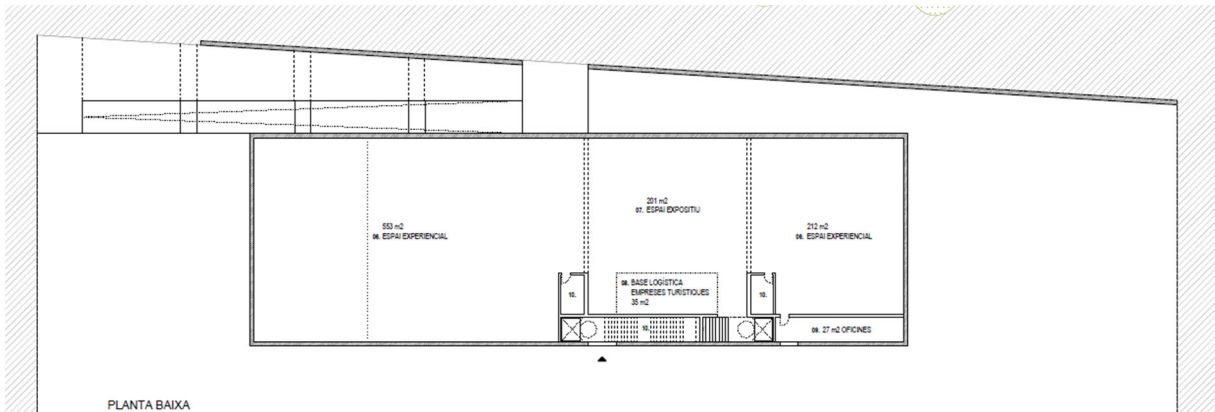 553 m2
06. ESPAI EXPERIENCIAL
201 m2
07. ESPAI EXPOSITIU
212 m2
06. ESPAI EXPERIENCIAL
08. BASE LOGÍSTICA
EMPRESES TURÍSTIQUES
35 m2
10.
10.
10.
09. 27 m2 OFICINES
PLANTA BAIXA